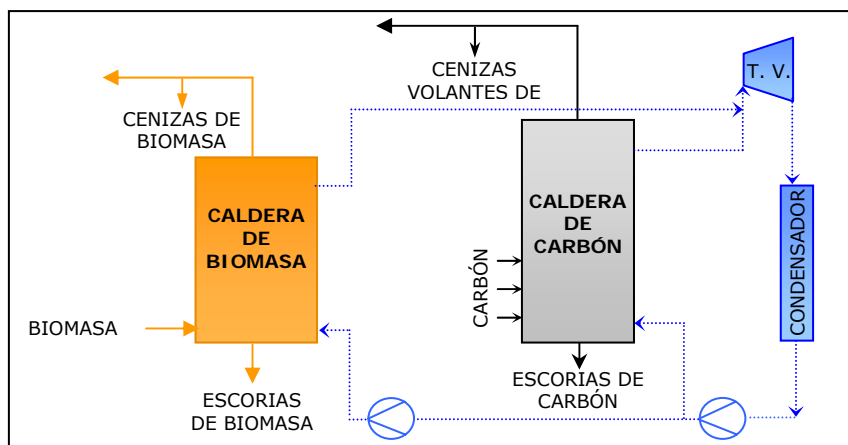 CENIZAS
VOLANTES DE
T. V.
CENIZAS DE
BIOMASA
CALDERA
DE
BIOMASA
CALDERA
DE
CARBÓN
CARBÓN
CONDENSADOR
BIOMASA
ESCORIAS
DE BIOMASA
ESCORIAS DE
CARBÓN